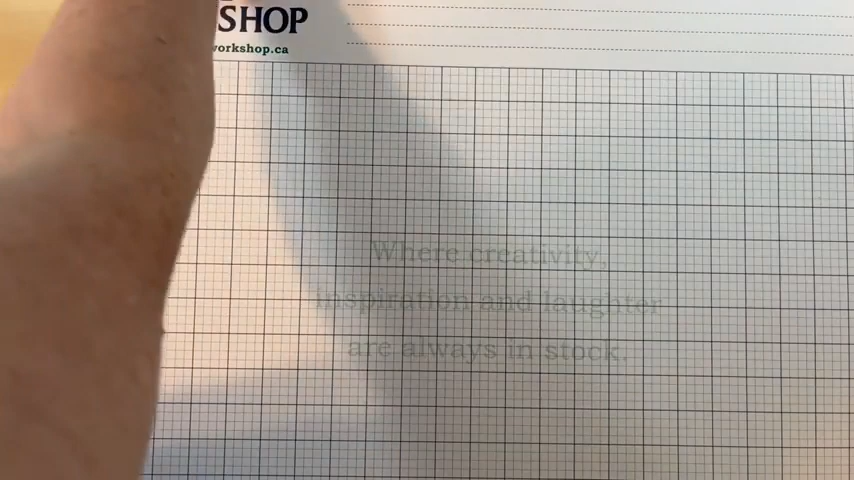 SHOP
workshop.ca
Where creativity,
inspiration and laughter
are always in stock.